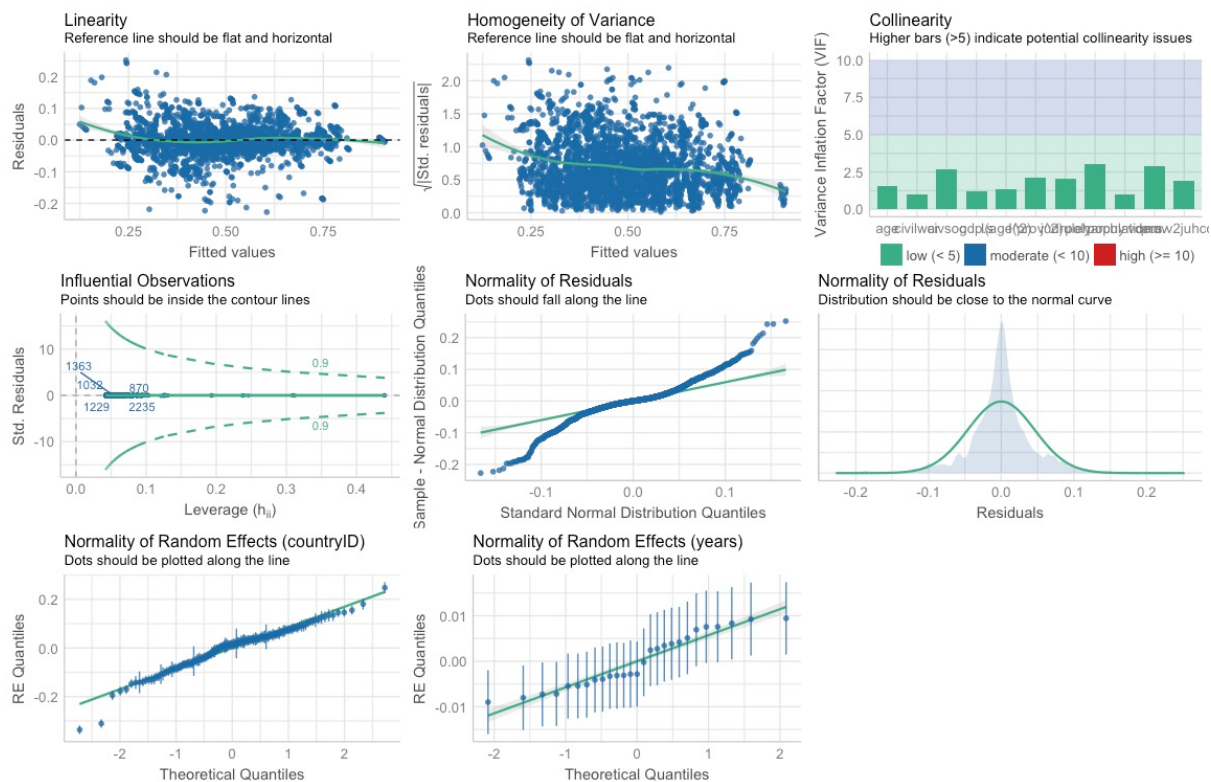 Linearity
Reference line should be flat and horizontal
Residuals
0.2
0.1
0.0
-0.1
-0.2
0.25
0.50
0.75
Fitted values
Homogeneity of Variance
Reference line should be flat and horizontal
√|Std. residuals|
2.0
1.5
1.0
0.5
0.0
0.25
0.50
0.75
Fitted values
Collinearity
Higher bars (>5) indicate potential collinearity issues
Variance Inflation Factor (VIF)
10.0
7.5
5.0
2.5
0.0
age
low (< 5)
moderate (< 10)
high (>= 10)
Influential Observations
Points should be inside the contour lines
Std. Residuals
10
0
-10
0.9
0.9
1363
1032
870
1229
2235
0.0
0.1
0.2
0.3
0.4
Leverage (hii)
Normality of Residuals
Dots should fall along the line
Sample - Normal Distribution Quantiles
0.2
0.1
0.0
-0.1
-0.2
-0.1
0.0
0.1
Standard Normal Distribution Quantiles
Normality of Residuals
Distribution should be close to the normal curve
-0.2
-0.1
0.0
0.1
0.2
Residuals
Normality of Random Effects (countryID)
Dots should be plotted along the line
RE Quantiles
0.2
0.0
-0.2
-2
-1
0
1
2
Theoretical Quantiles
Normality of Random Effects (years)
Dots should be plotted along the line
RE Quantiles
0.01
0.00
-0.01
-2
-1
0
1
2
Theoretical Quantiles